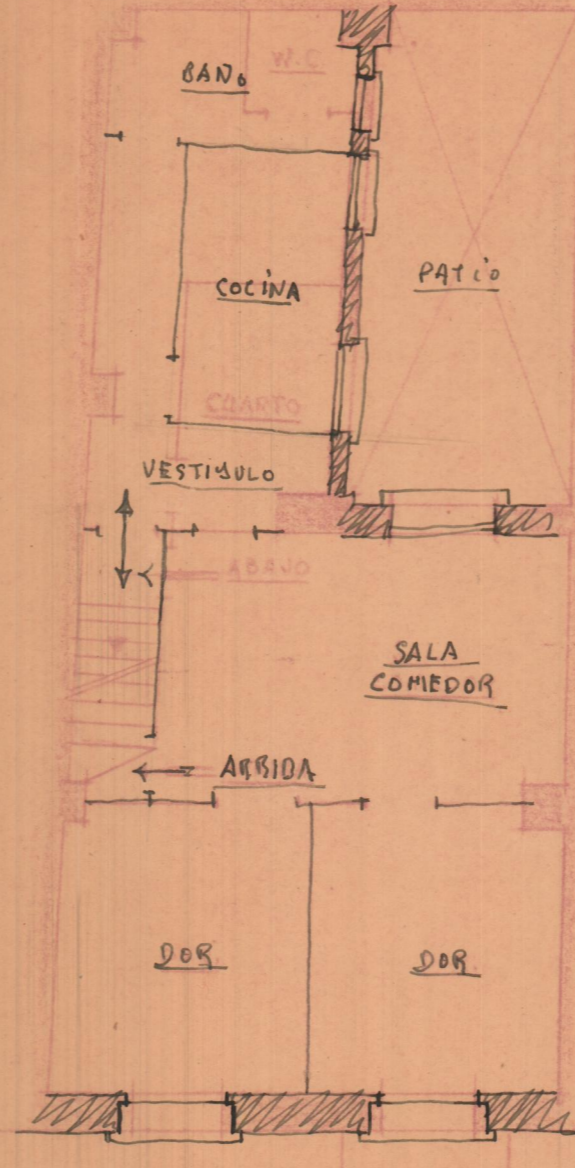 W.C
BAÑO
COCINA
PATIO
CUARTO
VESTIBULO
ABAJO
SALA
COMEDOR
ARRIBA
DOR
DOR.